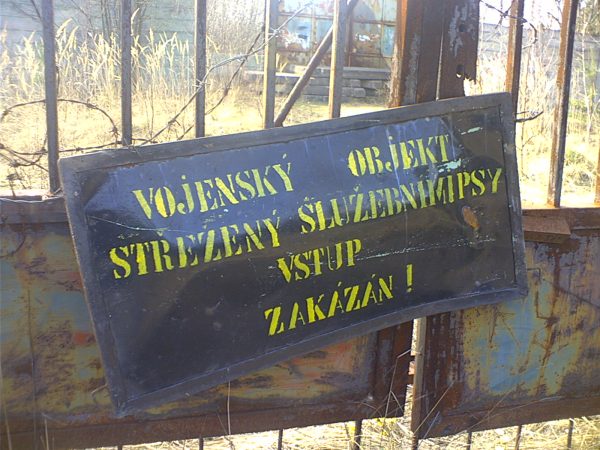 VOJENSKÝ OBJEKT
STŘEŽENÝ SLUŽEBNÍMI PSY
VSTUP
ZAKÁZÁN!